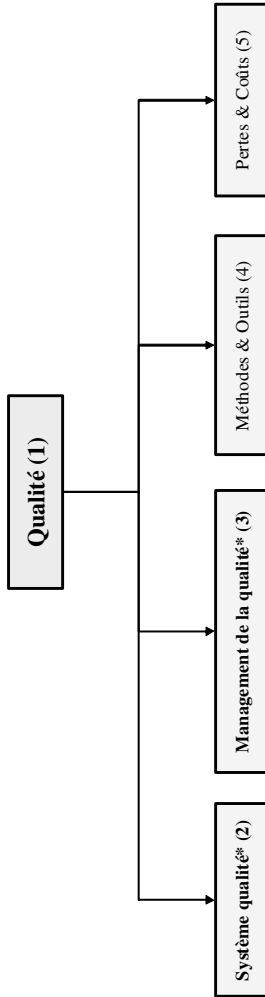 Qualité (1)
Système qualité* (2)
Management de la qualité* (3)
Méthodes & Outils (4)
Pertes & Coûts (5)